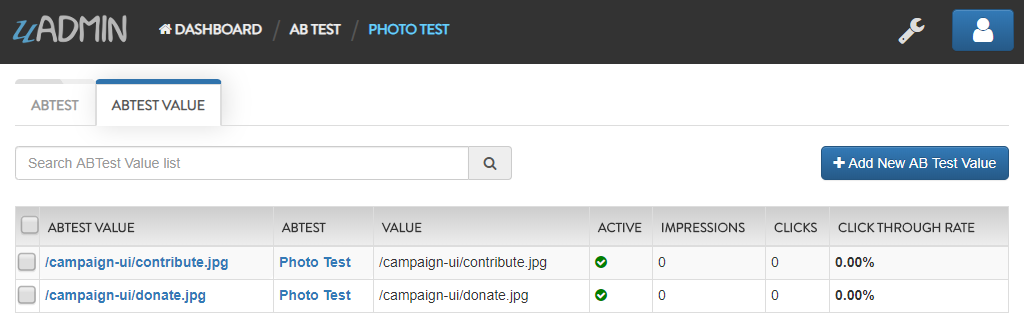 uADMIN DASHBOARD / AB TEST / PHOTO TEST
ABTEST ABTEST VALUE
Search ABTest Value list Add New AB Test Value
ABTEST VALUE ABTEST VALUE ACTIVE IMPRESSIONS CLICKS CLICK THROUGH RATE
/campaign-ui/contribute.jpg Photo Test /campaign-ui/contribute.jpg 0 0 0.00%
/campaign-ui/donate.jpg Photo Test /campaign-ui/donate.jpg 0 0 0.00%